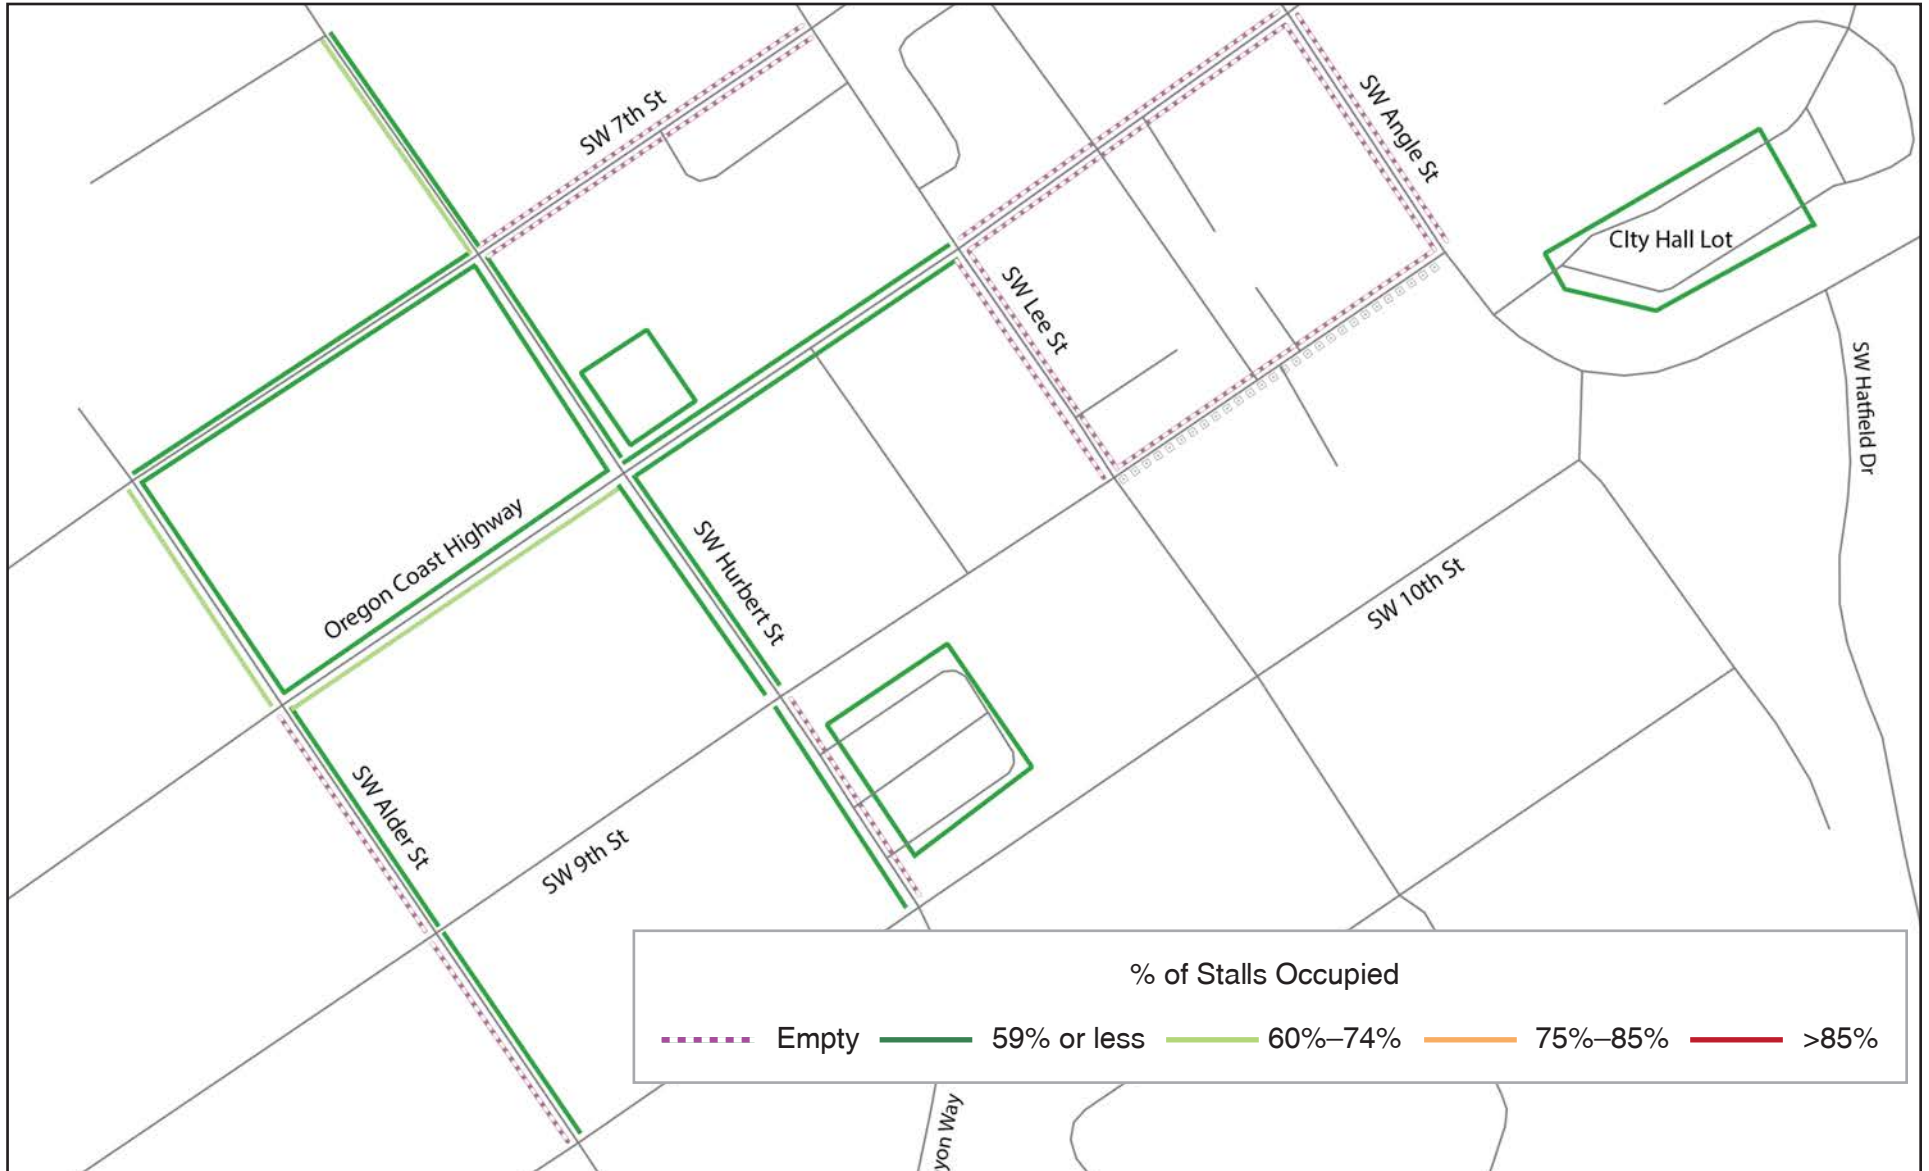 SW 7th St
SW Angle St
CIty Hall Lot
SW Lee St
SW Hatfield Dr
Oregon Coast Highway
SW Hurbert St
SW 10th St
SW Alder St
SW 9th St
% of Stalls Occupied
Empty 59% or less 60%–74% 75%–85% >85%
yon Way